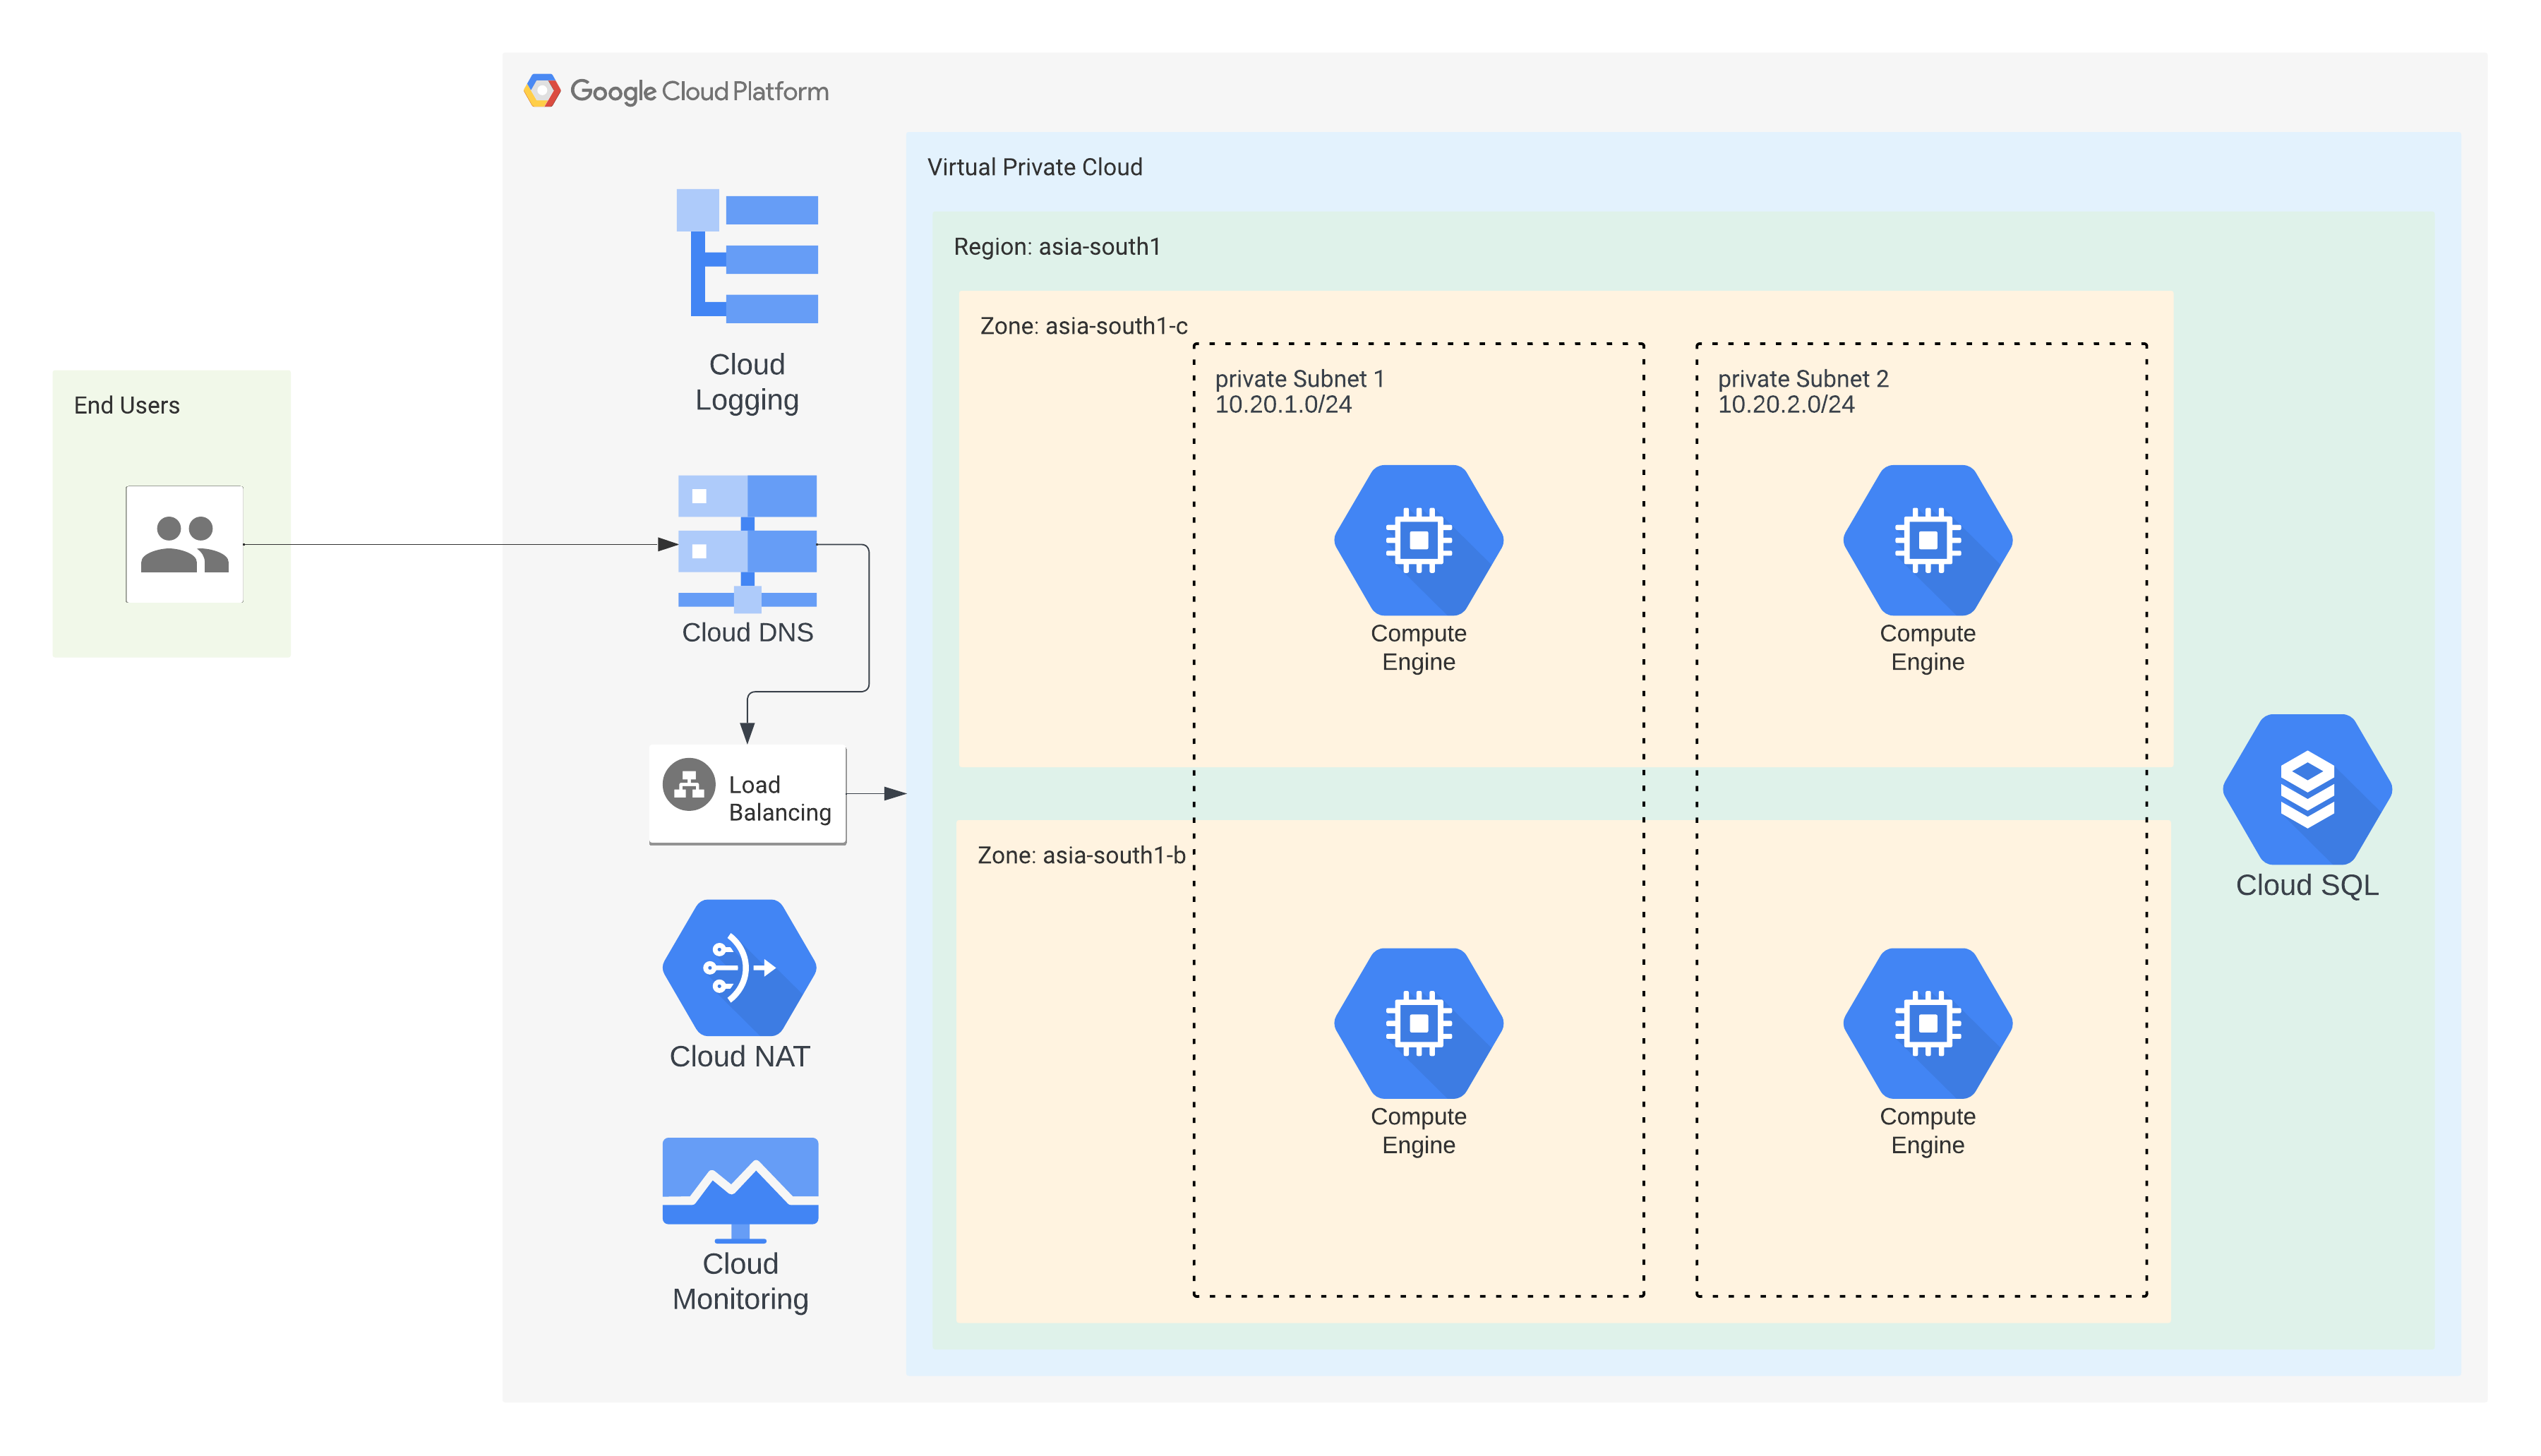 Google Cloud Platform
Virtual Private Cloud
Region: asia-south1
Zone: asia-south1-c
private Subnet 1
10.20.1.0/24
private Subnet 2
10.20.2.0/24
Cloud
Logging
End Users
Cloud DNS
Compute
Engine
Compute
Engine
Load
Balancing
Zone: asia-south1-b
Cloud SQL
Cloud NAT
Compute
Engine
Compute
Engine
Cloud
Monitoring